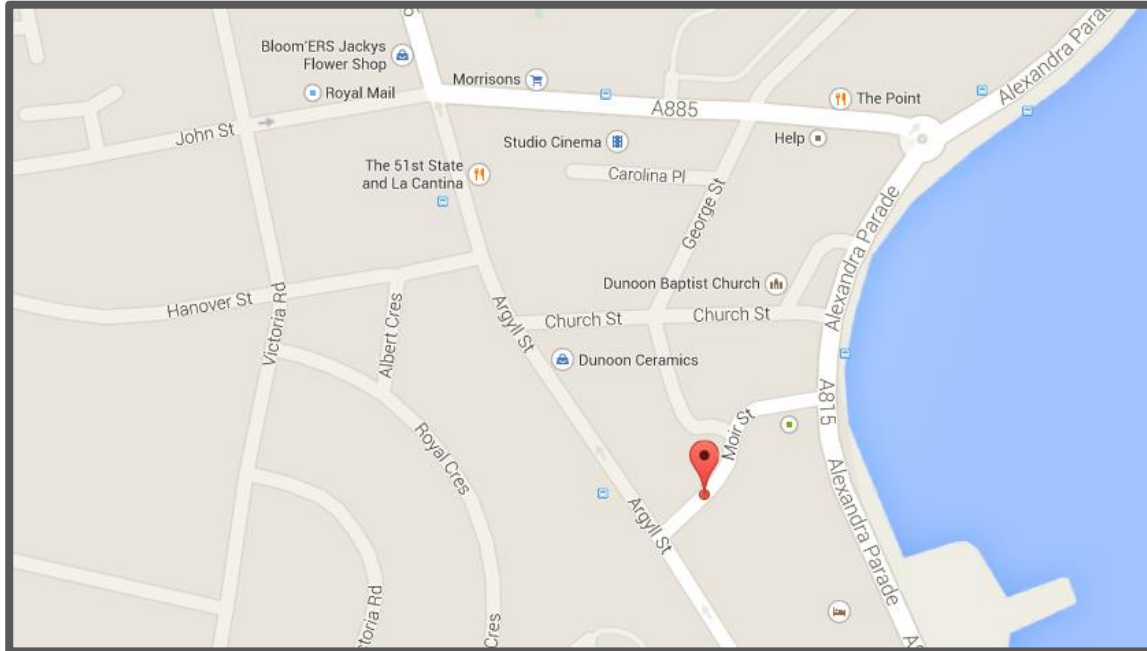 Bloom'ERS Jackys
Flower Shop
Royal Mail
Morrisons
A885
The Point
Alexandra Parade
John St
Studio Cinema
Help
The 51st State
and La Cantina
Carolina Pl
George St
Alexandra Parade
Dunoon Baptist Church
Hanover St
Victoria Rd
Albert Cres
Argyll St
Church St
Church St
Dunoon Ceramics
A815
Moir St
Royal Cres
Argyll St
Alexandra Parade
Cres